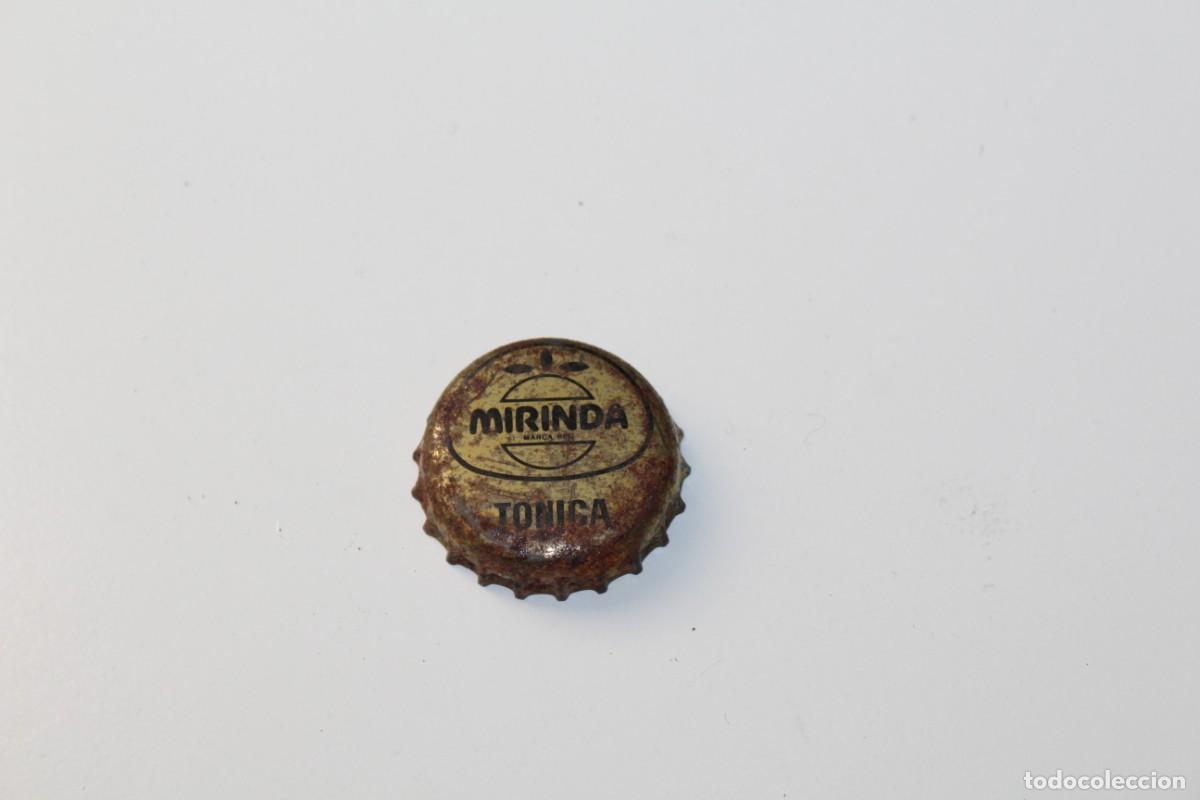 MIRINDA
MARCA REG
TONICA
todocoleccion